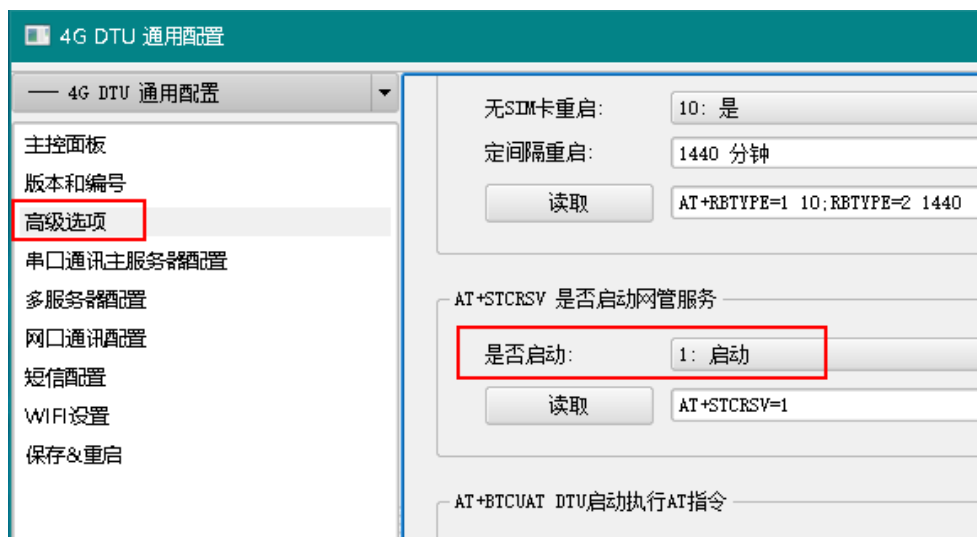 4G DTU 通用配置
4G DTU 通用配置
主控面板
版本和编号
高级选项
串口通讯主服务器配置
多服务器配置
网口通讯配置
短信配置
WIFI设置
保存&重启
无SIM卡重启: 10: 是
定间隔重启: 1440 分钟
读取 AT+RBTYPE=1 10;RBTYPE=2 1440
AT+STCRSV 是否启动网管服务
是否启动: 1: 启动
读取 AT+STCRSV=1
AT+BTCUAT DTU启动执行AT指令